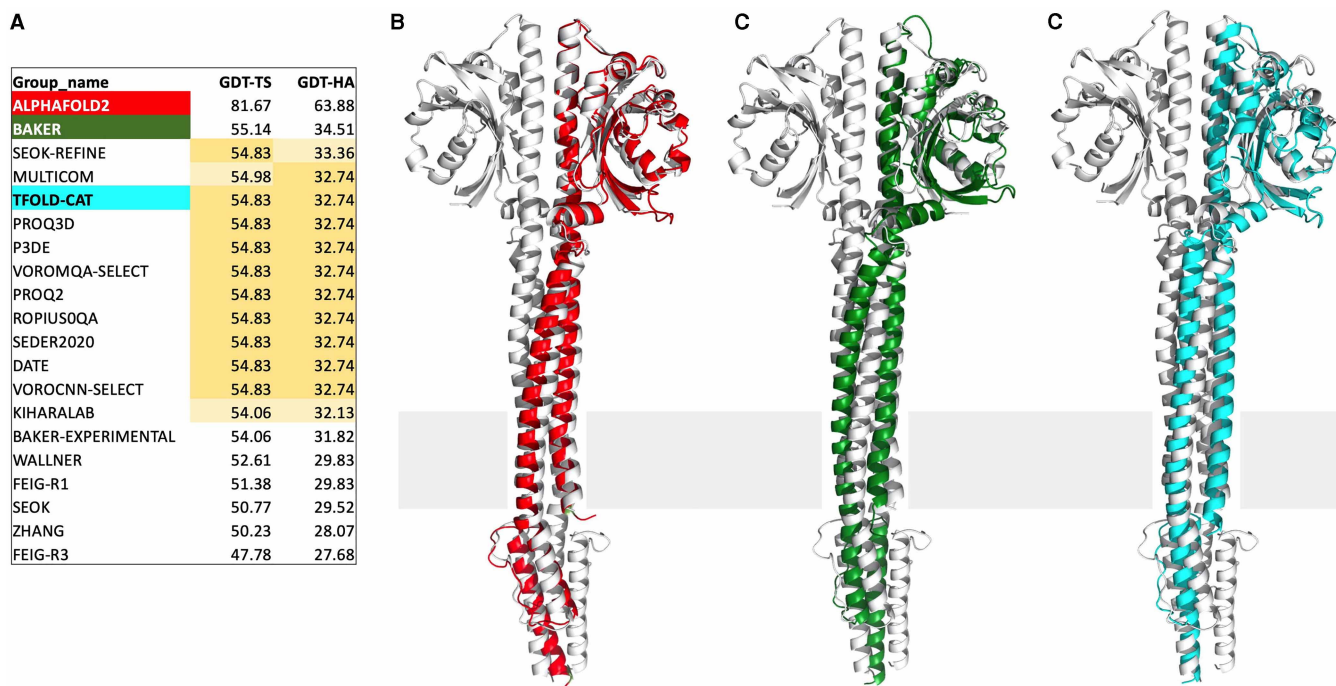 A
B
C
C
Group_name GDT-TS GDT-HA
ALPHAFOLD2 81.67 63.88
BAKER 55.14 34.51
SEOK-REFINE 54.83 33.36
MULTICOM 54.98 32.74
TFOLD-CAT 54.83 32.74
PROQ3D 54.83 32.74
P3DE 54.83 32.74
VOROMQA-SELECT 54.83 32.74
PROQ2 54.83 32.74
ROPIUS0QA 54.83 32.74
SEDER2020 54.83 32.74
DATE 54.83 32.74
VOROCNN-SELECT 54.83 32.74
KIHARALAB 54.06 32.13
BAKER-EXPERIMENTAL 54.06 31.82
WALLNER 52.61 29.83
FEIG-R1 51.38 29.83
SEOK 50.77 29.52
ZHANG 50.23 28.07
FEIG-R3 47.78 27.68